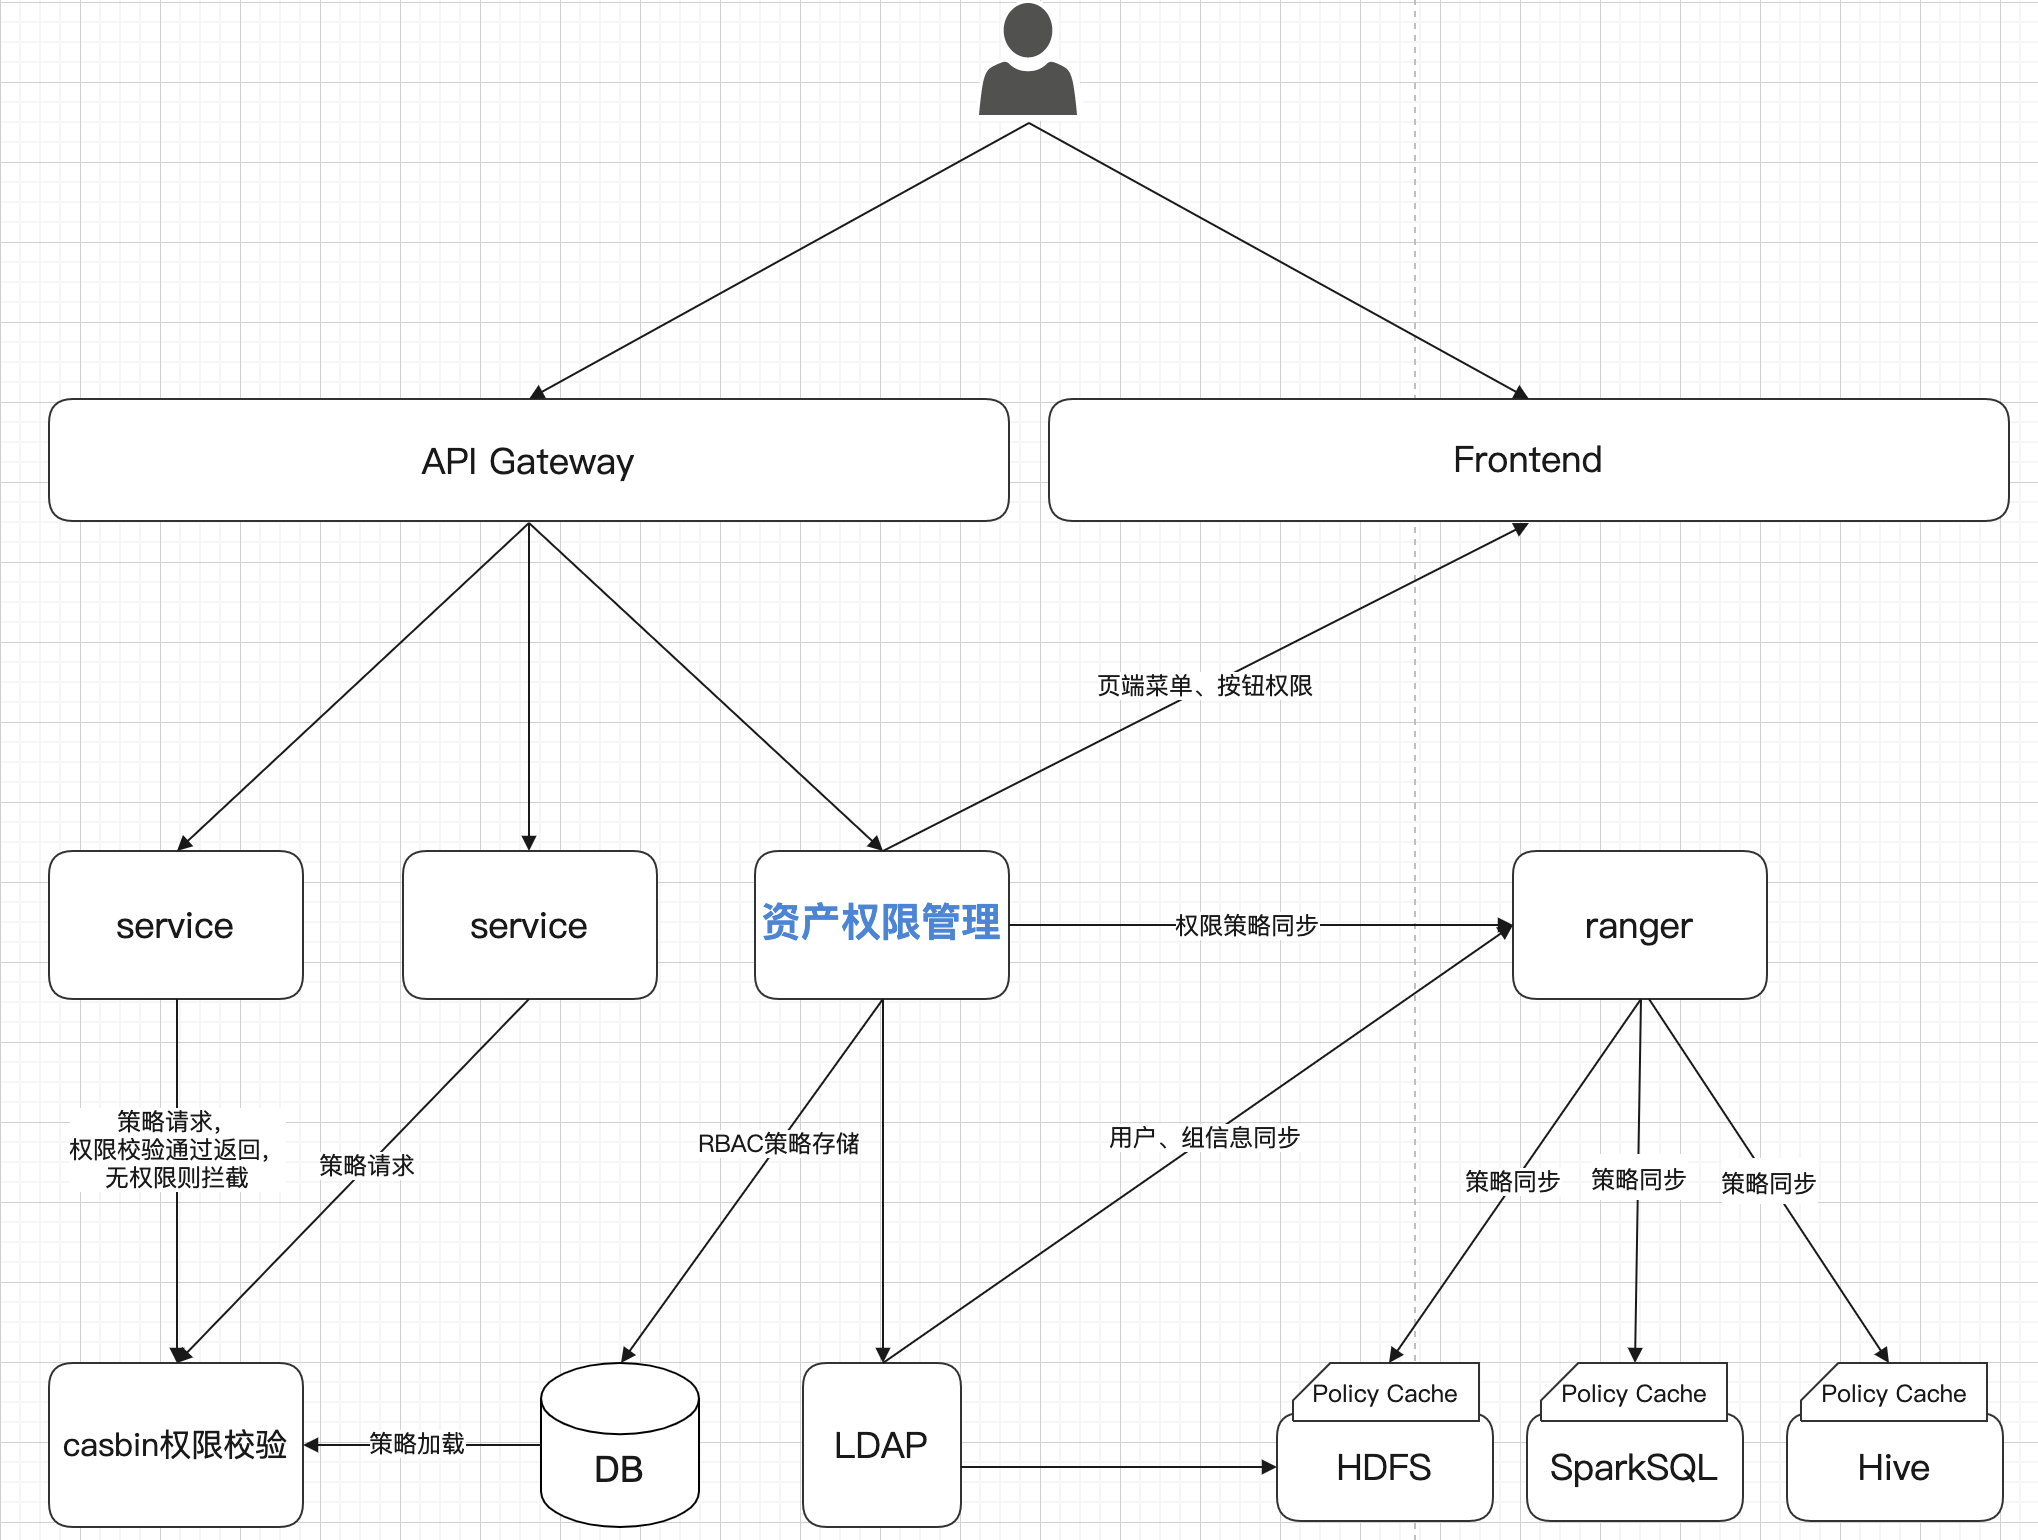 API Gateway
Frontend
页端菜单、按钮权限
service
service
资产权限管理
权限策略同步
ranger
策略请求，
权限校验通过返回，
无权限则拦截
策略请求
RBAC策略存储
用户、组信息同步
策略同步
策略同步
策略同步
casbin权限校验
策略加载
DB
LDAP
Policy Cache
HDFS
Policy Cache
SparkSQL
Policy Cache
Hive